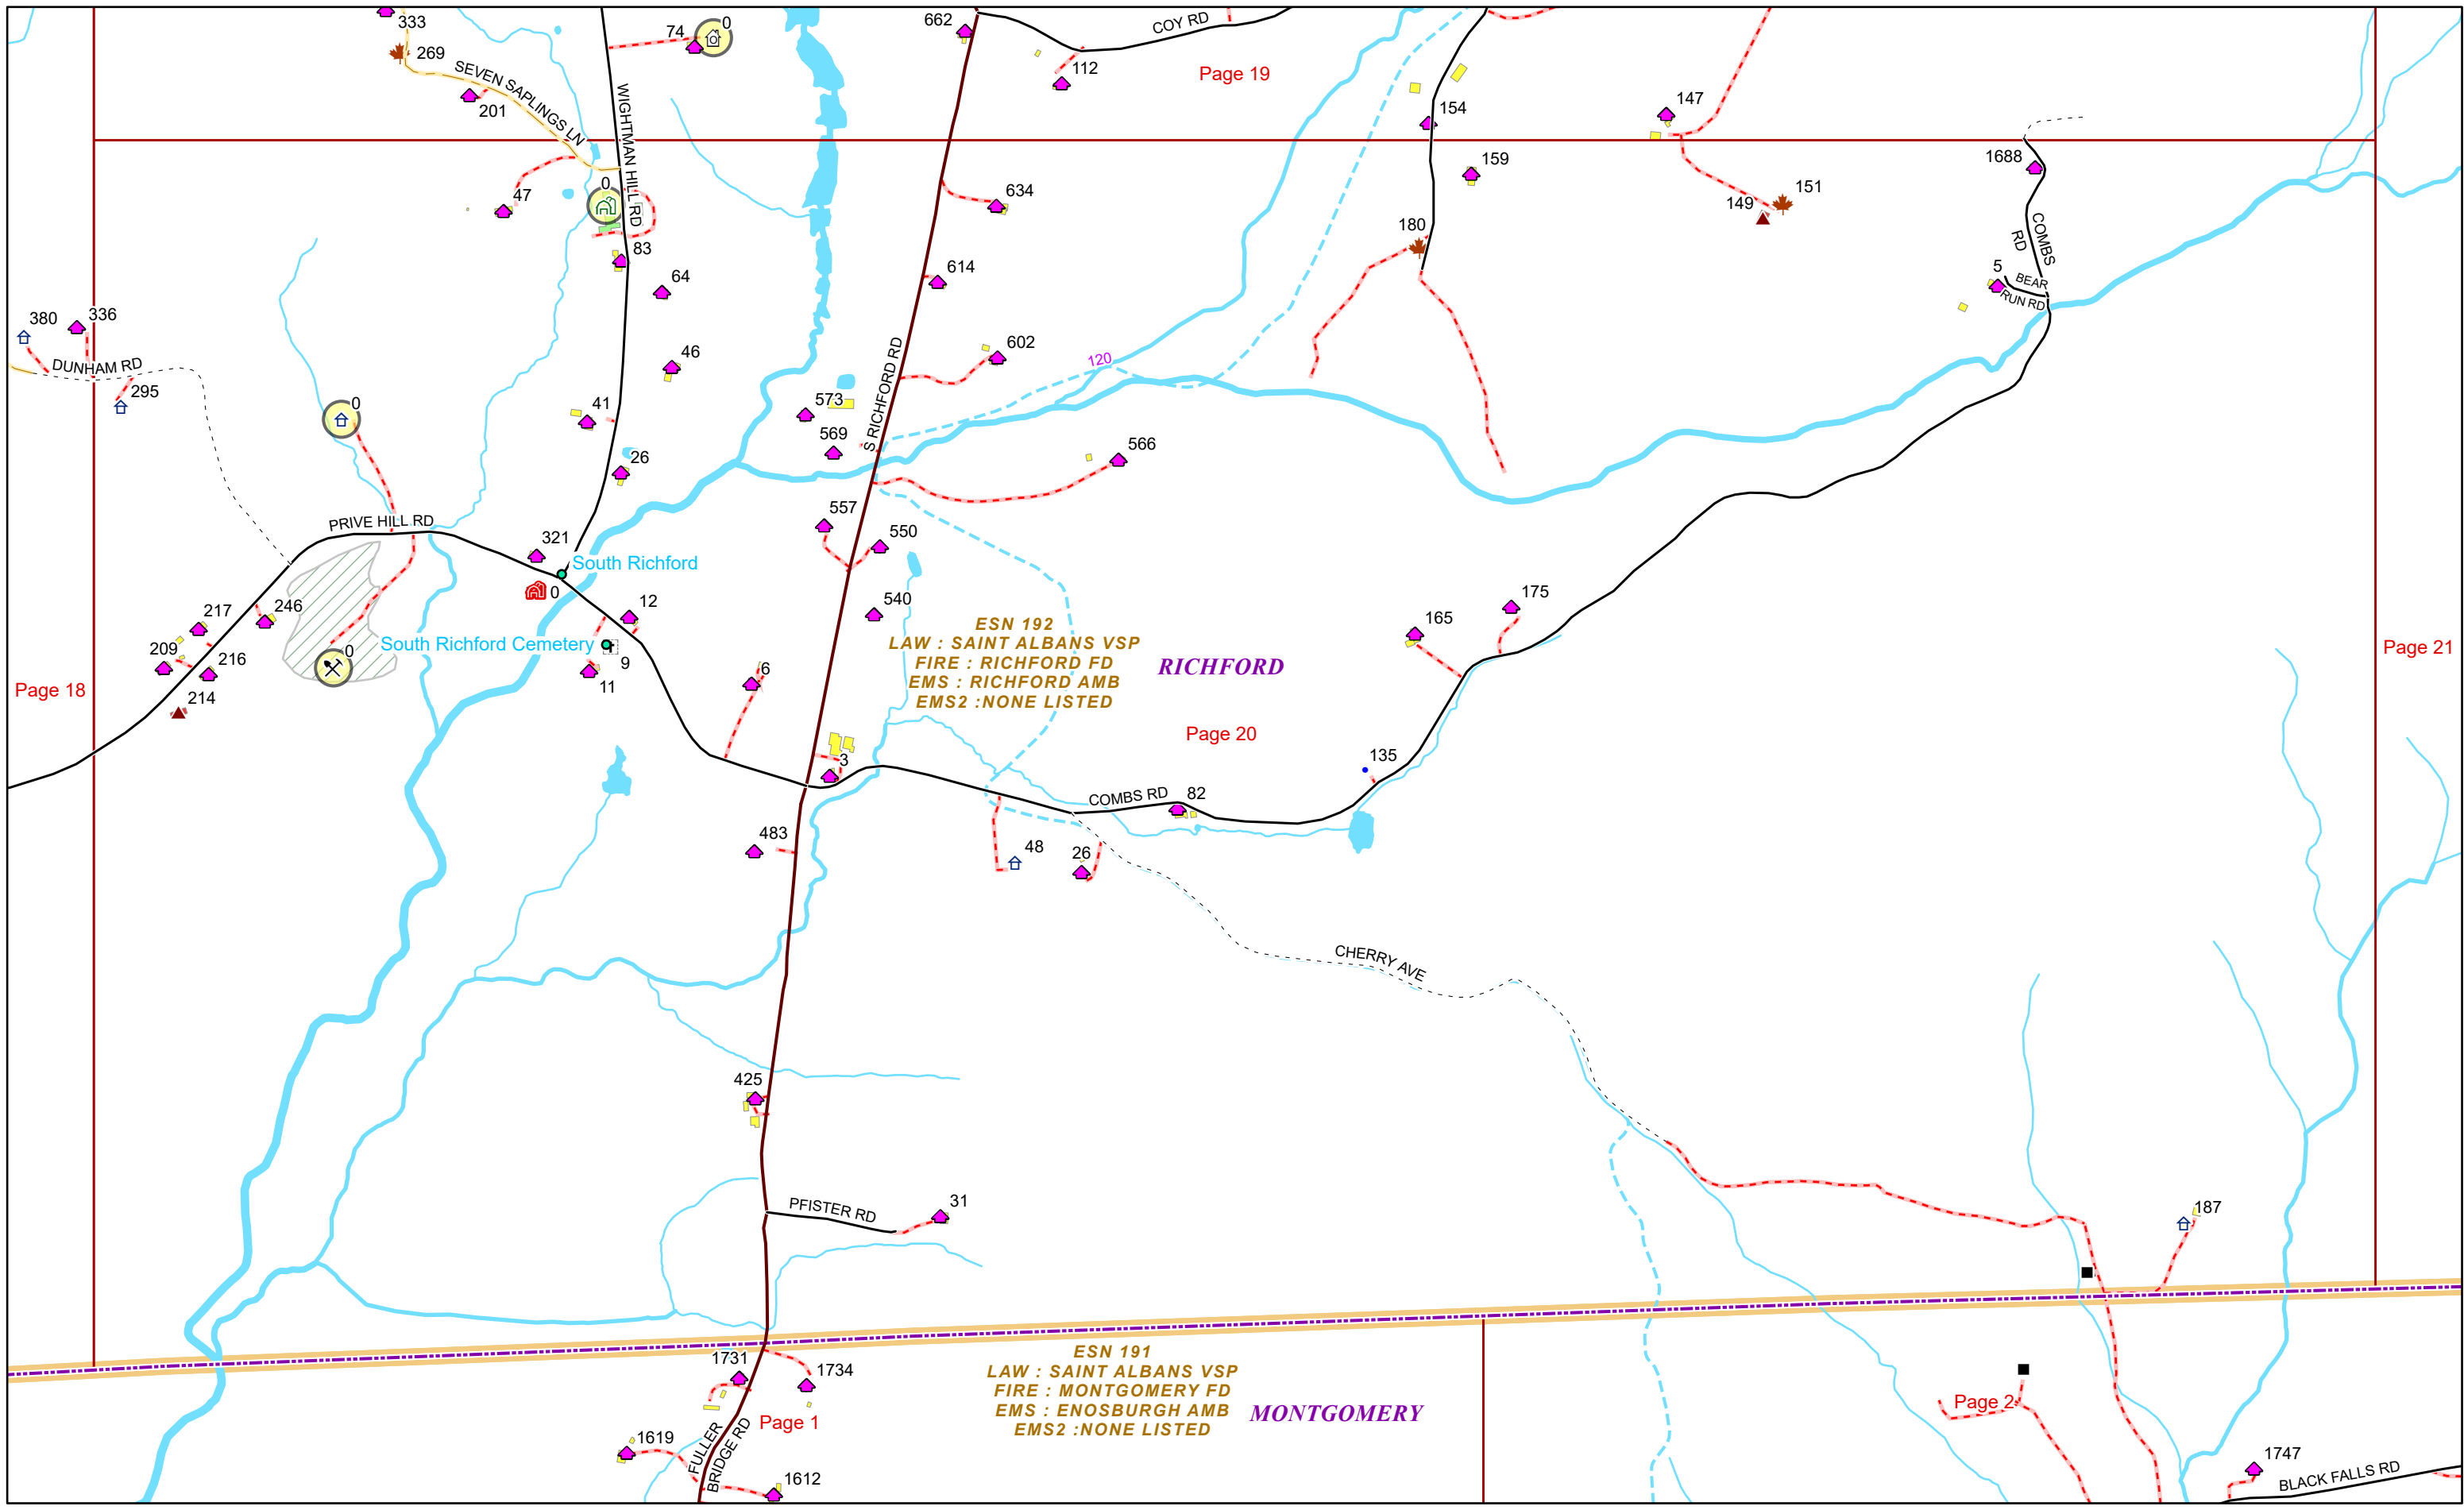 333
269
SEVEN SAPLINGS LN
201
74
0
WIGHTMAN HILL RD
662
COY RD
112
Page 19
154
147
159
1688
47
0
83
64
634
180
149
151
COMBS
RD
614
5
BEAR
RUN RD
380
336
DUNHAM RD
295
46
602
120
S RICHFORD RD
0
41
573
569
566
26
PRIVE HILL RD
557
550
321
South Richford
0
217
246
12
540
175
165
South Richford Cemetery
209
216
0
9
11
6
214
ESN 192
LAW : SAINT ALBANS VSP
FIRE : RICHFORD FD
EMS : RICHFORD AMB
EMS2 :NONE LISTED
RICHFORD
Page 18
Page 21
Page 20
3
135
COMBS RD
82
483
48
26
CHERRY AVE
425
PFISTER RD
31
187
1731
1734
ESN 191
LAW : SAINT ALBANS VSP
FIRE : MONTGOMERY FD
EMS : ENOSBURGH AMB
EMS2 :NONE LISTED
MONTGOMERY
Page 1
Page 2
FULLER
BRIDGE RD
1619
1612
1747
BLACK FALLS RD